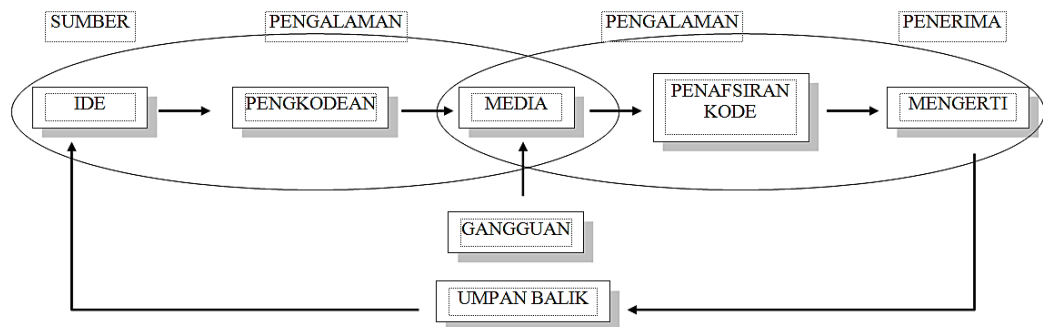 SUMBER
PENGALAMAN
PENGALAMAN
PENERIMA
IDE
PENGKODEAN
MEDIA
PENAFSIRAN
KODE
MENGERTI
GANGGUAN
UMPAN BALIK